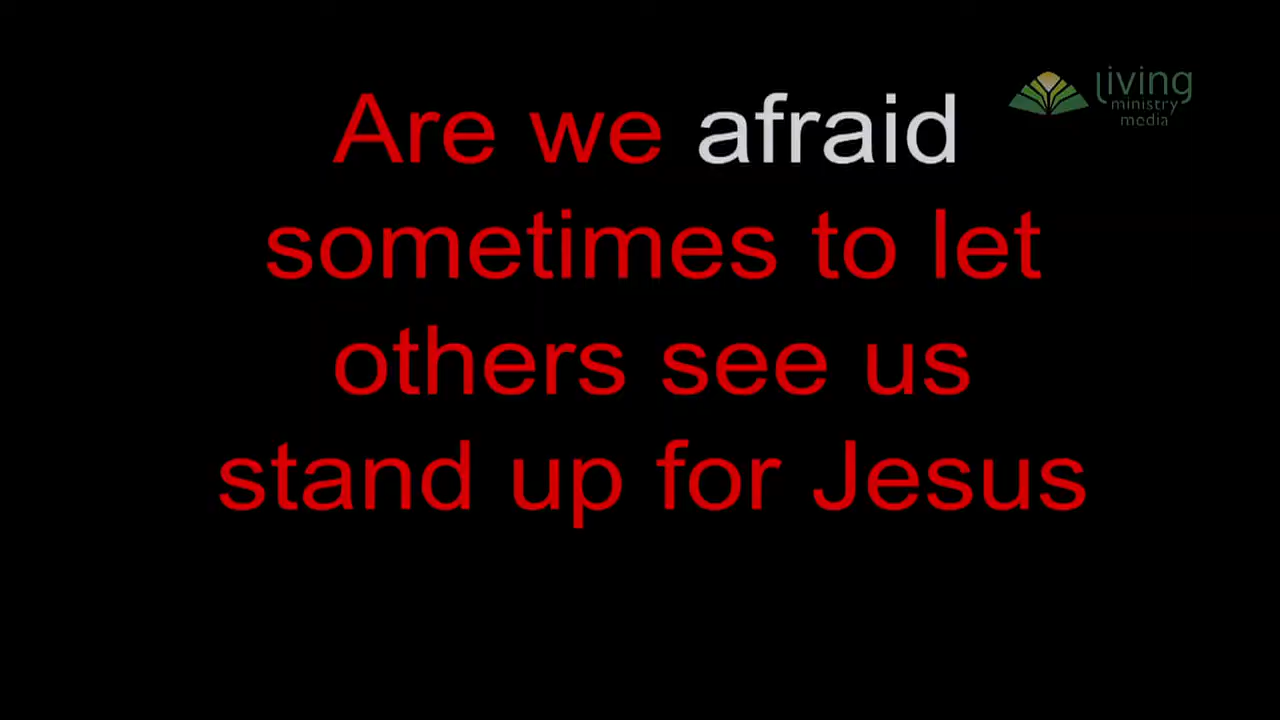 Are we afraid
sometimes to let
others see us
stand up for Jesus
living
ministry
media